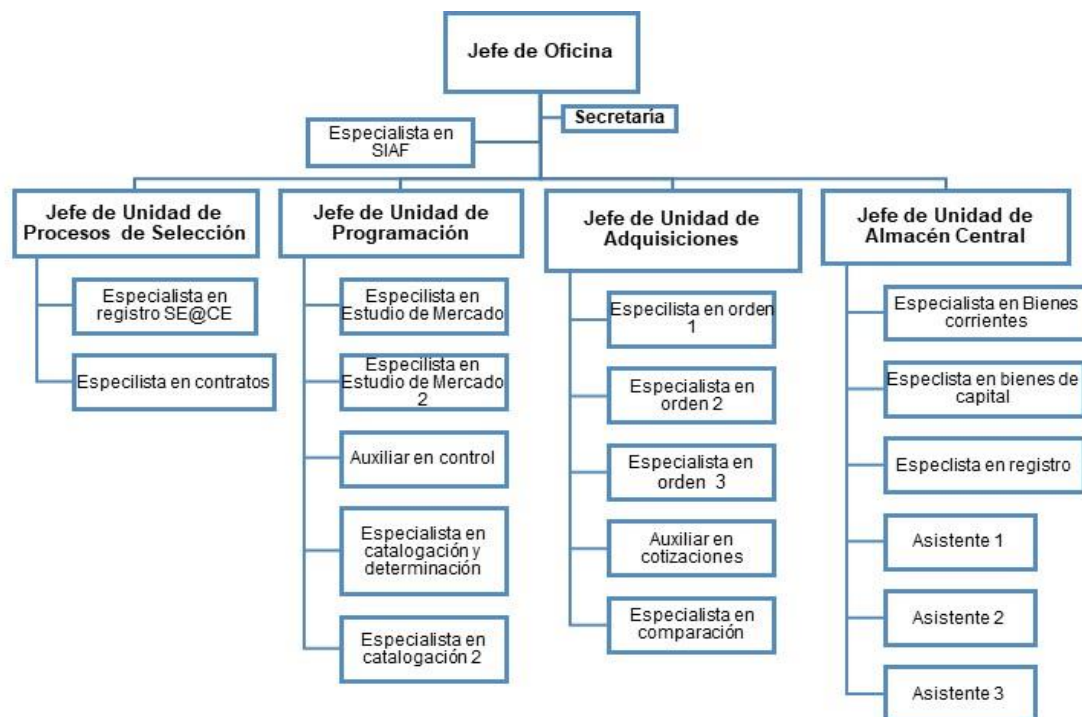 Jefe de Oficina
Secretaría
Especialista en
SIAF
Jefe de Unidad de
Procesos de Selección
Especialista en
registro SE@CE
Especilista en contratos
Jefe de Unidad de
Programación
Especilista en
Estudio de Mercado
Especilista en
Estudio de Mercado
2
Auxiliar en control
Especialista en
catalogación y
determinación
Especialista en
catalogación 2
Jefe de Unidad de
Adquisiciones
Especilista en orden
1
Especialista en
orden 2
Especialista en
orden 3
Auxiliar en
cotizaciones
Especialista en
comparación
Jefe de Unidad de
Almacén Central
Especialista en Bienes
corrientes
Especlista en bienes de
capital
Especlista en registro
Asistente 1
Asistente 2
Asistente 3